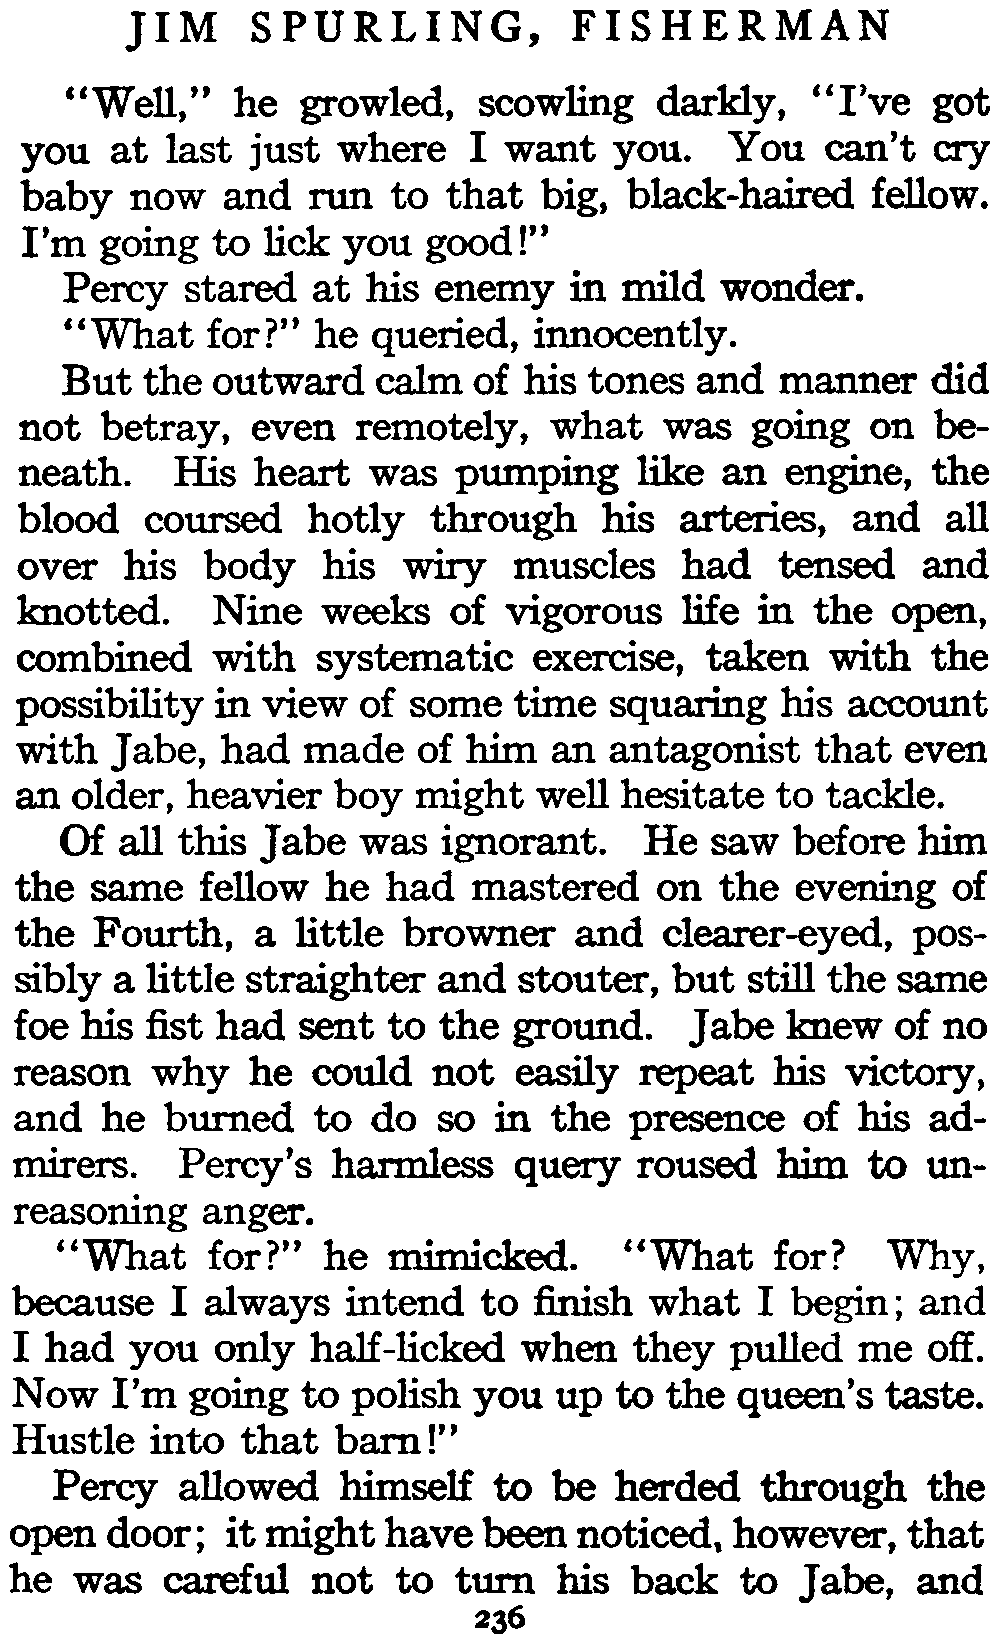 JIM SPURLING, FISHERMAN
"Well," he growled, scowling darkly, "I've got
you at last just where I want you. You can't cry
baby now and run to that big, black-haired fellow.
I'm going to lick you good!"
Percy stared at his enemy in mild wonder.
"What for?" he queried, innocently.
But the outward calm of his tones and manner did
not betray, even remotely, what was going on be-
neath. His heart was pumping like an engine, the
blood coursed hotly through his arteries, and all
over his body his wiry muscles had tensed and
knotted. Nine weeks of vigorous life in the open,
combined with systematic exercise, taken with the
possibility in view of some time squaring his account
with Jabe, had made of him an antagonist that even
an older, heavier boy might well hesitate to tackle.
Of all this Jabe was ignorant. He saw before him
the same fellow he had mastered on the evening of
the Fourth, a little browner and clearer-eyed, pos-
sibly a little straighter and stouter, but still the same
foe his fist had sent to the ground. Jabe knew of no
reason why he could not easily repeat his victory,
and he burned to do so in the presence of his ad-
mirers. Percy's harmless query roused him to un-
reasoning anger.
"What for?" he mimicked. "What for? Why,
because I always intend to finish what I begin; and
I had you only half-licked when they pulled me off.
Now I'm going to polish you up to the queen's taste.
Hustle into that barn!"
Percy allowed himself to be herded through the
open door; it might have been noticed, however, that
he was careful not to turn his back to Jabe, and
236